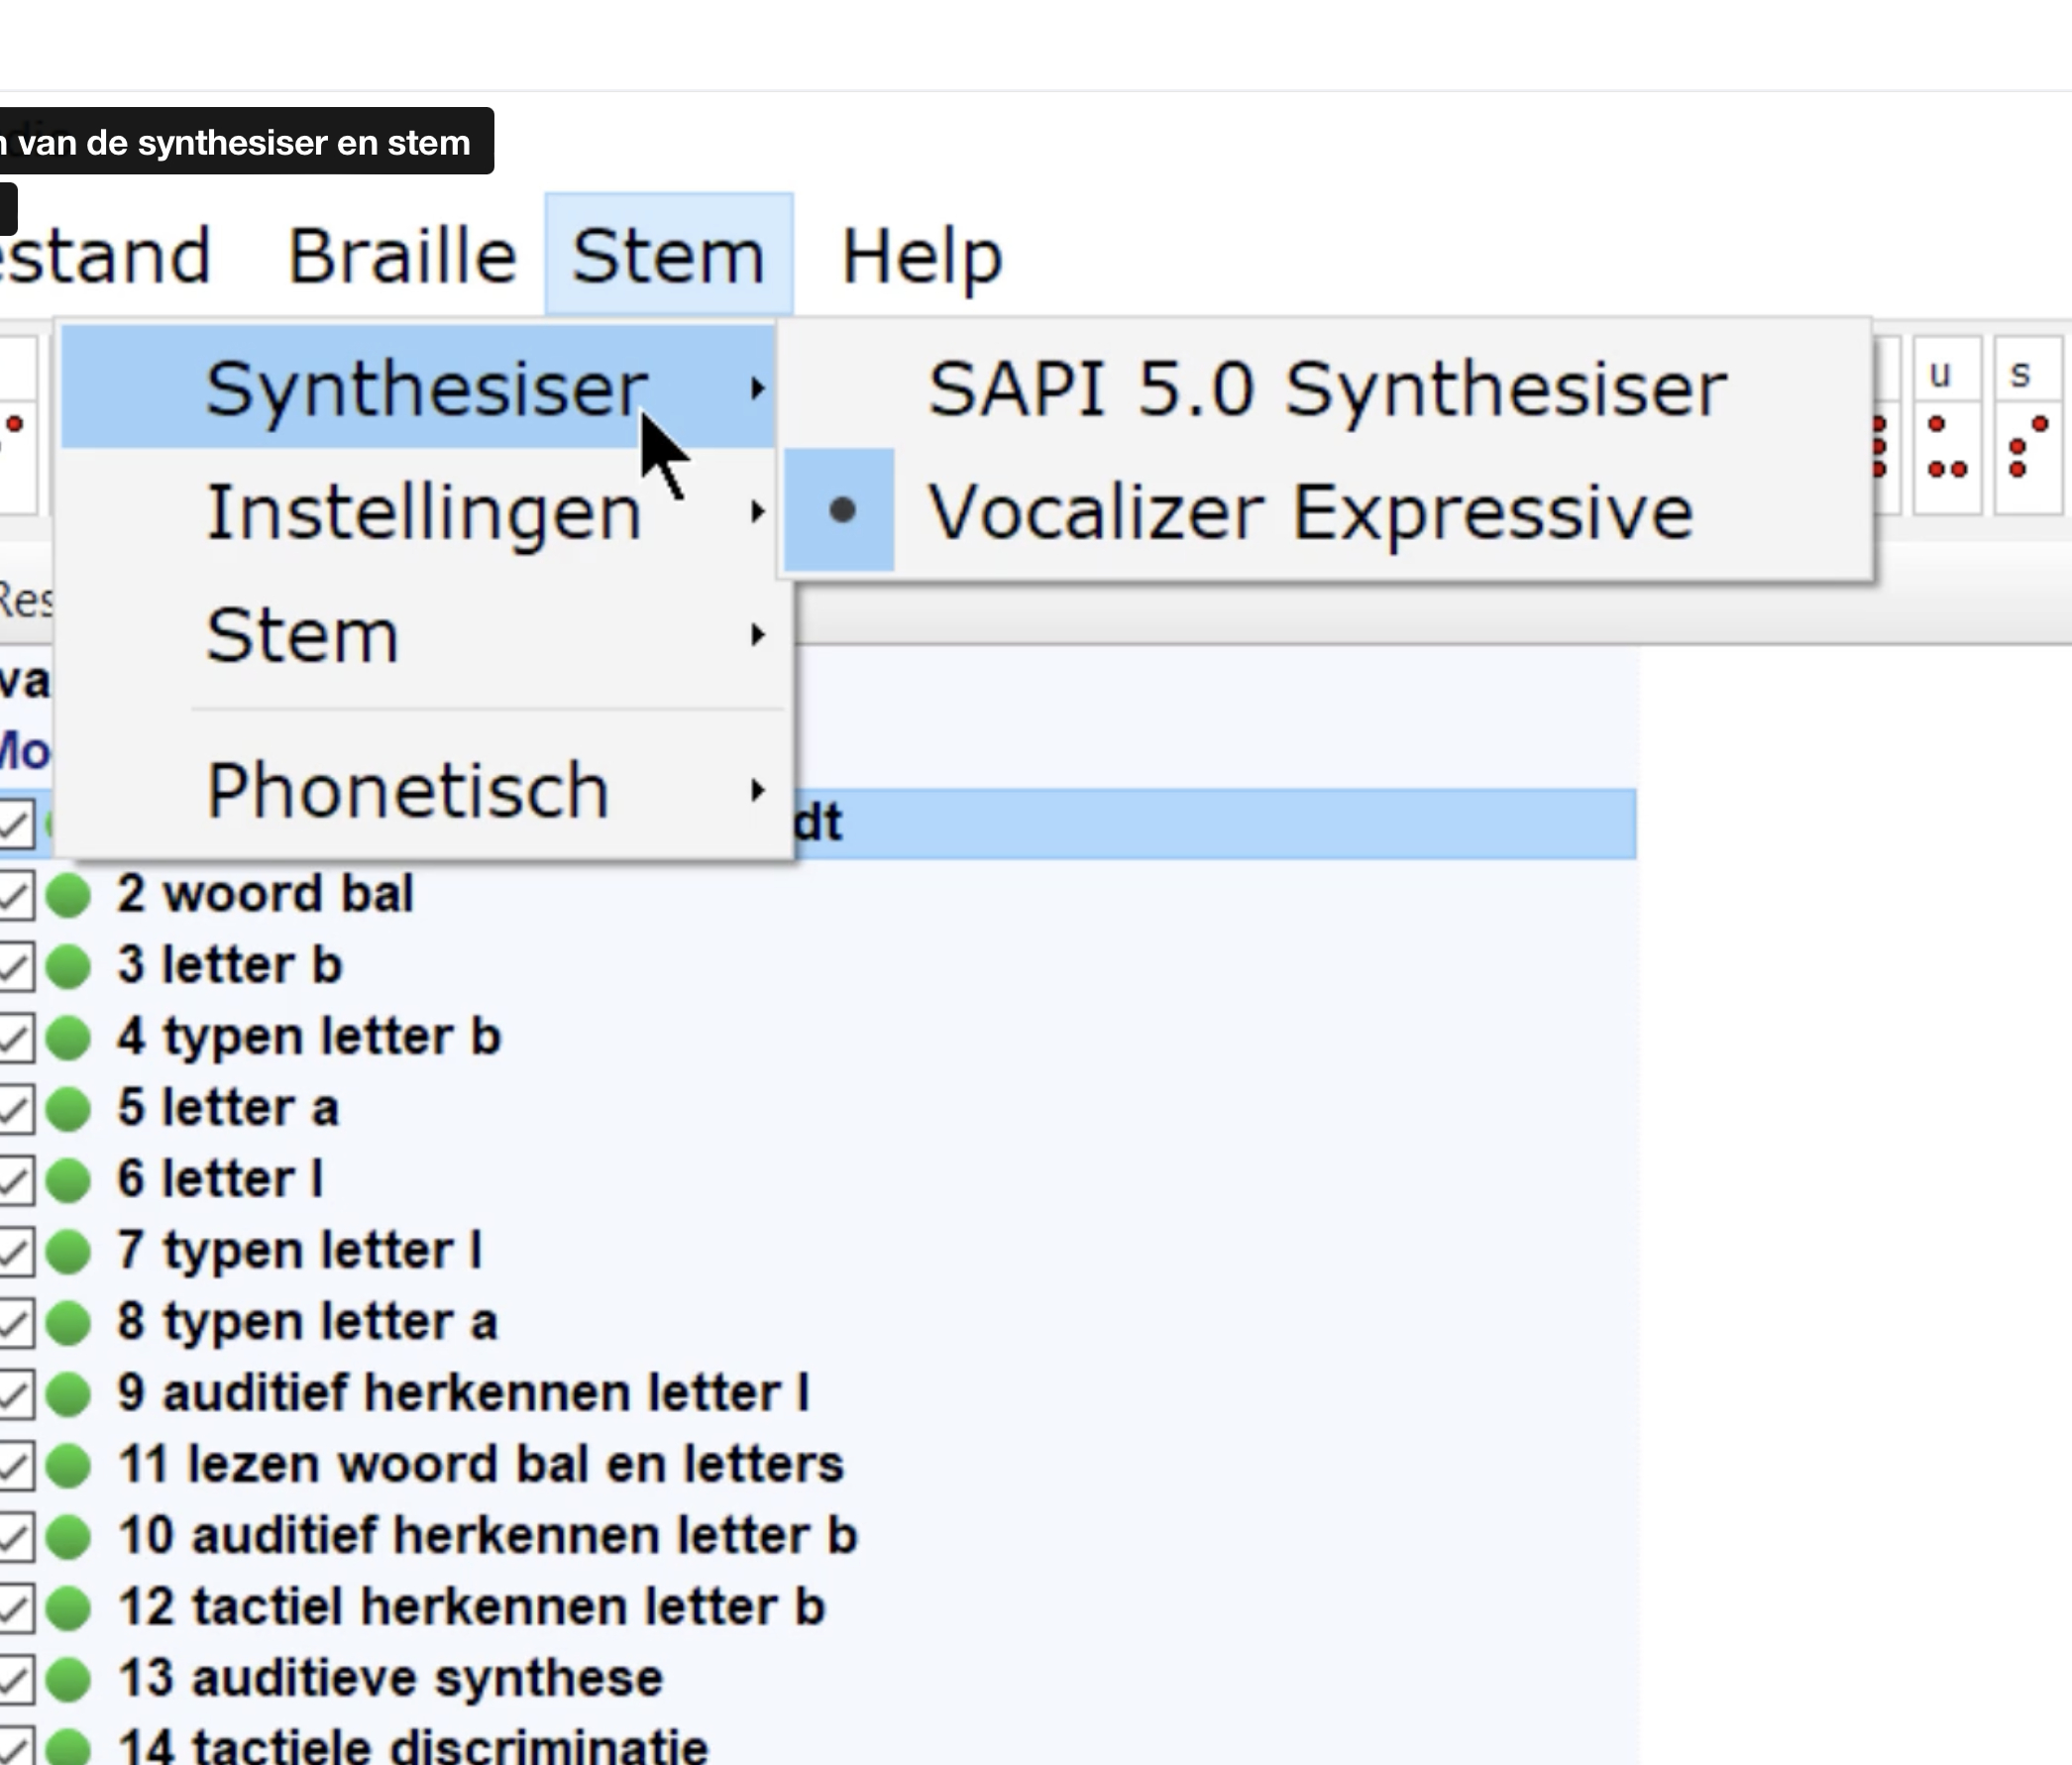 van de synthesiser en stem
estand Braille Stem Help
Synthesiser SAPI 5.0 Synthesiser u s
Instellingen Vocalizer Expressive
Res
Stem
va
Mo
Phonetisch
dt
2 woord bal
3 letter b
4 typen letter b
5 letter a
6 letter l
7 typen letter l
8 typen letter a
9 auditief herkennen letter l
11 lezen woord bal en letters
10 auditief herkennen letter b
12 tactiel herkennen letter b
13 auditieve synthese
14 tactiele discriminatie